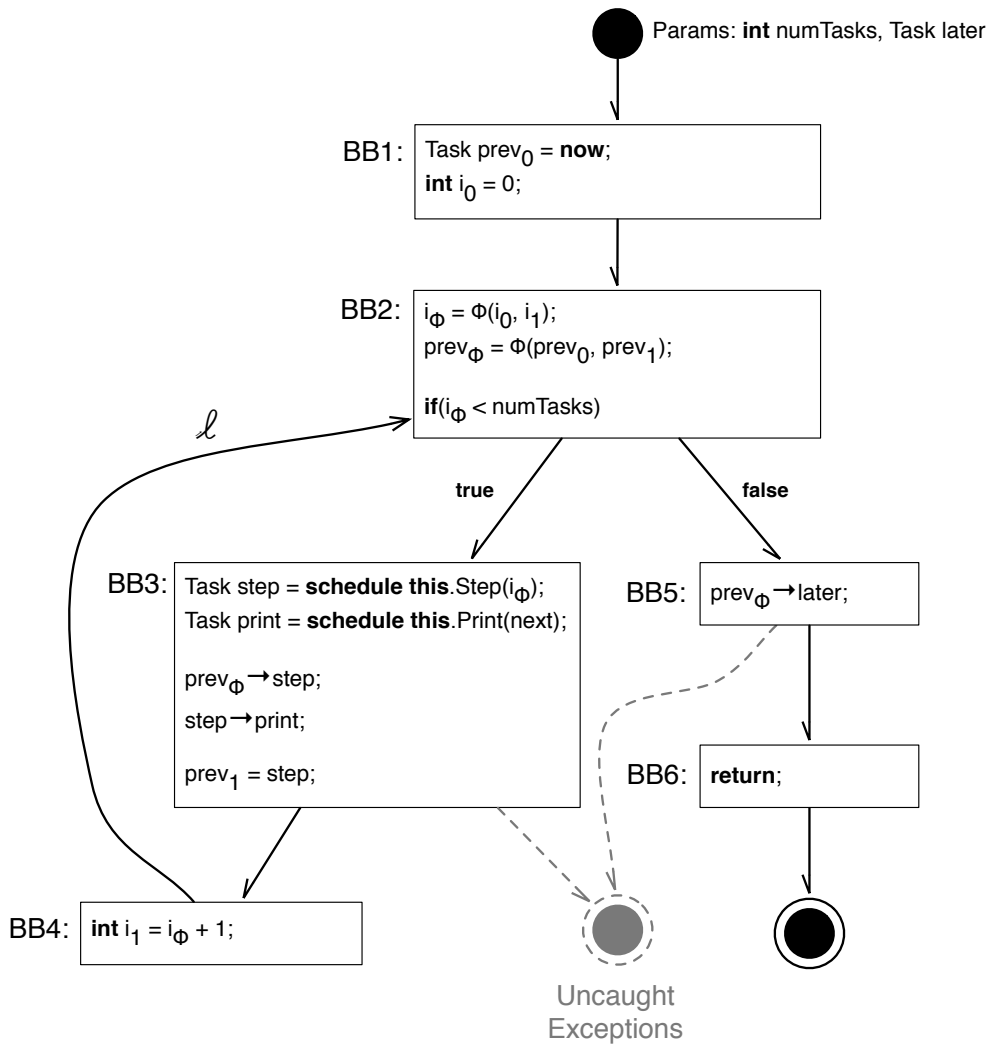 Params: int numTasks, Task later
BB1:
Task prev₀ = now;
int i₀ = 0;
BB2:
iΦ = Φ(i₀, i₁);
prevΦ = Φ(prev₀, prev₁);
if(iΦ < numTasks)
ℓ
true
false
BB3:
Task step = schedule this.Step(iΦ);
Task print = schedule this.Print(next);
prevΦ→step;
step→print;
prev₁ = step;
BB5:
prevΦ→later;
BB6:
return;
BB4:
int i₁ = iΦ + 1;
Uncaught
Exceptions